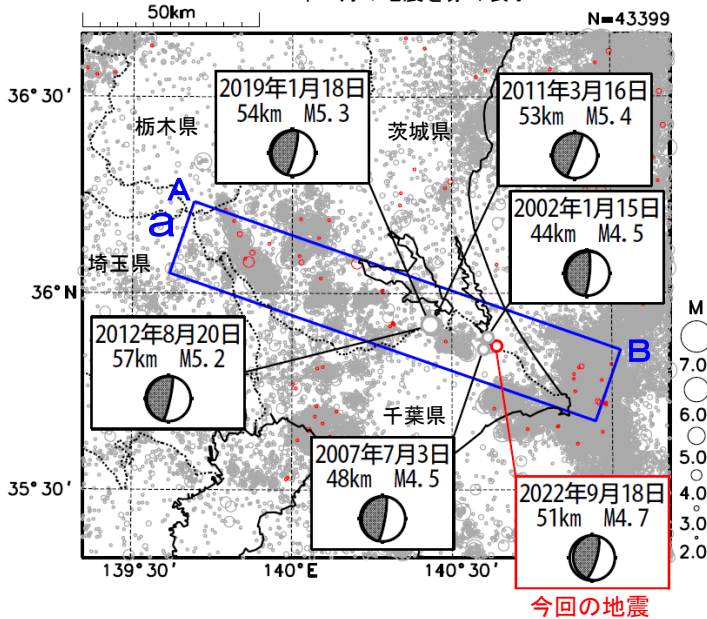 50km
N=43399
36°30′
36°N
35°30′
139°30′
140°E
140°30′
栃木県
茨城県
埼玉県
千葉県
A
a
B
2019年1月18日
54km M5.3
2011年3月16日
53km M5.4
2002年1月15日
44km M4.5
2012年8月20日
57km M5.2
2007年7月3日
48km M4.5
2022年9月18日
51km M4.7
今回の地震
M
7.0
6.0
5.0
4.0
3.0
2.0